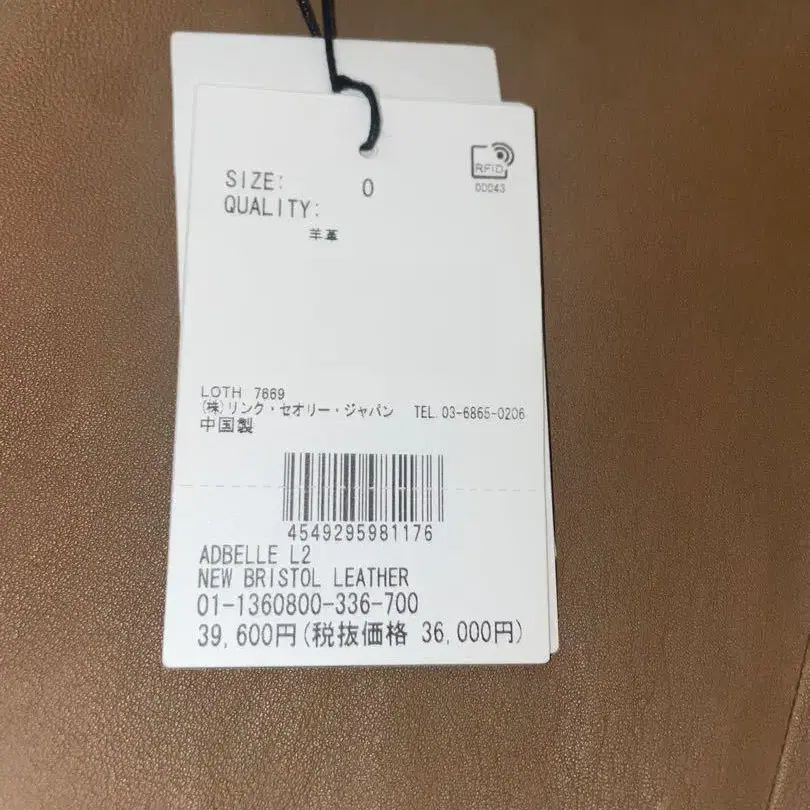 RFID
00043
SIZE: 0
QUALITY:
羊革
LOTH 7669
(株)リンク・セオリー・ジャパン TEL.03-6865-0206
中国製
4549295981176
ADBELLE L2
NEW BRISTOL LEATHER
01-1360800-336-700
39,600円(税抜価格 36,000円)